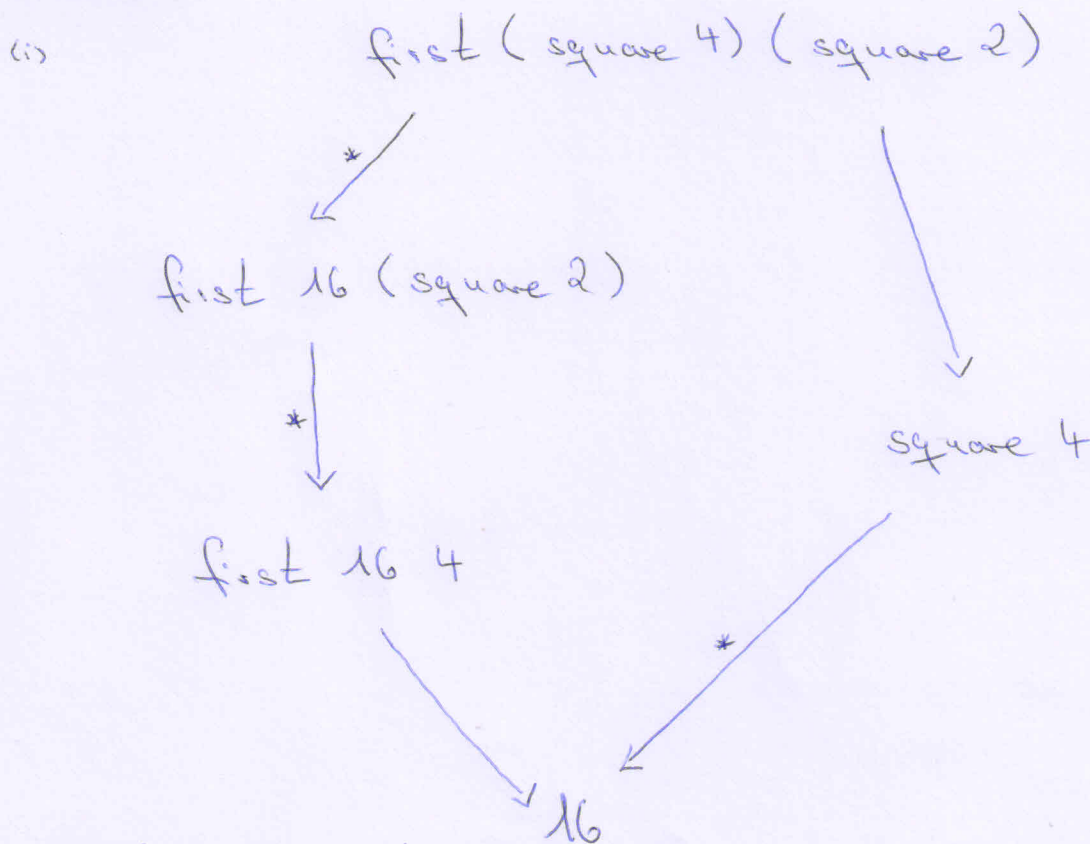 (i) first (square 4) (square 2)
*
first 16 (square 2)
*
square 4
first 16 4
*
16